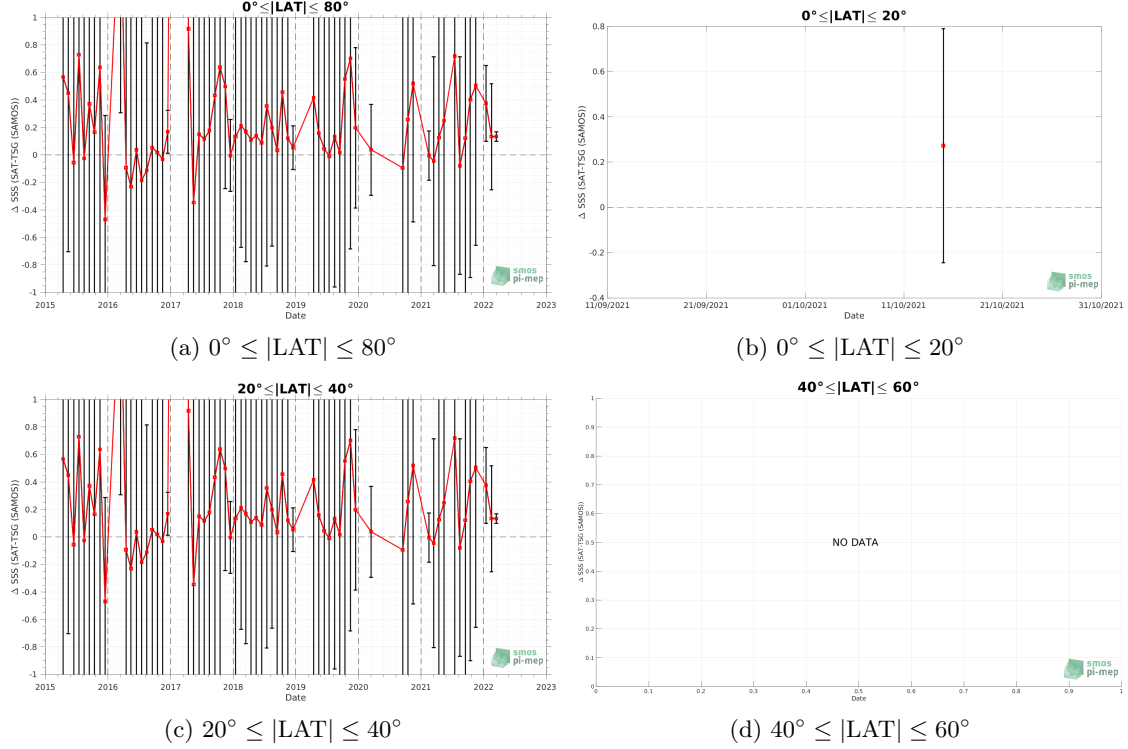 0°≤|LAT|≤ 80°
Δ SSS (SAT-TSG (SAMOS))
1
0.8
0.6
0.4
0.2
0
-0.2
-0.4
-0.6
-0.8
-1
2015 2016 2017 2018 2019 2020 2021 2022 2023
Date
smos
pi-mep
(a) 0° ≤ |LAT| ≤ 80°
0°≤|LAT|≤ 20°
Δ SSS (SAT-TSG (SAMOS))
0.8
0.6
0.4
0.2
0
-0.2
-0.4
11/09/2021 21/09/2021 01/10/2021 11/10/2021 21/10/2021 31/10/2021
Date
smos
pi-mep
(b) 0° ≤ |LAT| ≤ 20°
20°≤|LAT|≤ 40°
Δ SSS (SAT-TSG (SAMOS))
1
0.8
0.6
0.4
0.2
0
-0.2
-0.4
-0.6
-0.8
-1
2015 2016 2017 2018 2019 2020 2021 2022 2023
Date
smos
pi-mep
(c) 20° ≤ |LAT| ≤ 40°
40°≤|LAT|≤ 60°
Δ SSS (SAT-TSG (SAMOS))
1
0.9
0.8
0.7
0.6
0.5
0.4
0.3
0.2
0.1
0
NO DATA
0 0.1 0.2 0.3 0.4 0.5 0.6 0.7 0.8 0.9 1
Date
smos
pi-mep
(d) 40° ≤ |LAT| ≤ 60°